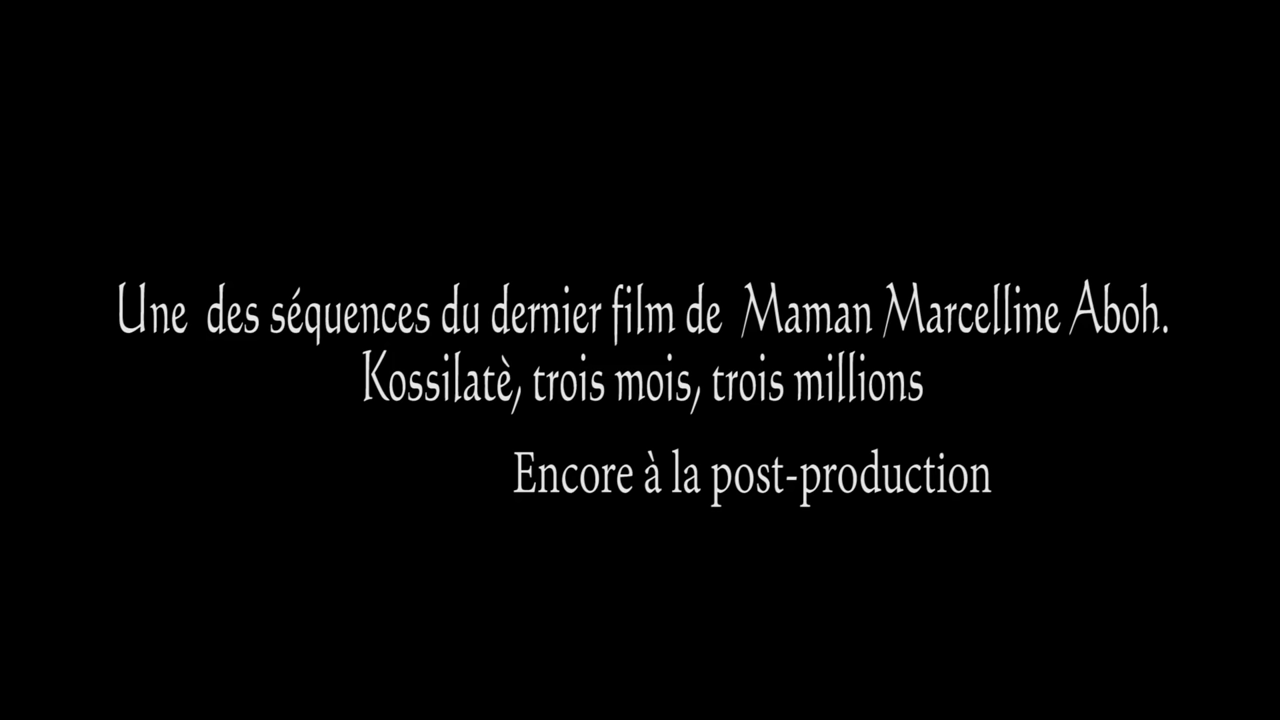 Une des séquences du dernier film de Maman Marcelline Aboh.
Kossilatè, trois mois, trois millions
Encore à la post-production